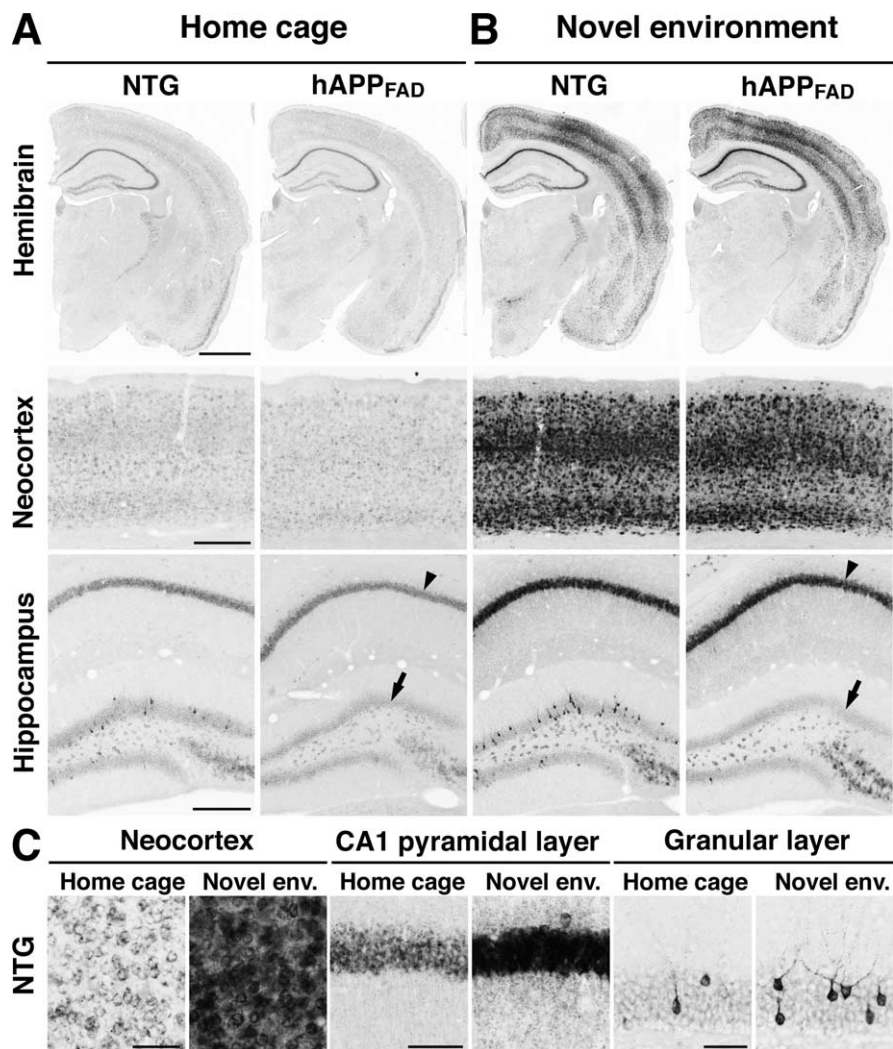 A Home cage B Novel environment
NTG hAPPFAD NTG hAPPFAD
Hemibrain
Neocortex
Hippocampus
C Neocortex CA1 pyramidal layer Granular layer
Home cage Novel env. Home cage Novel env. Home cage Novel env.
NTG